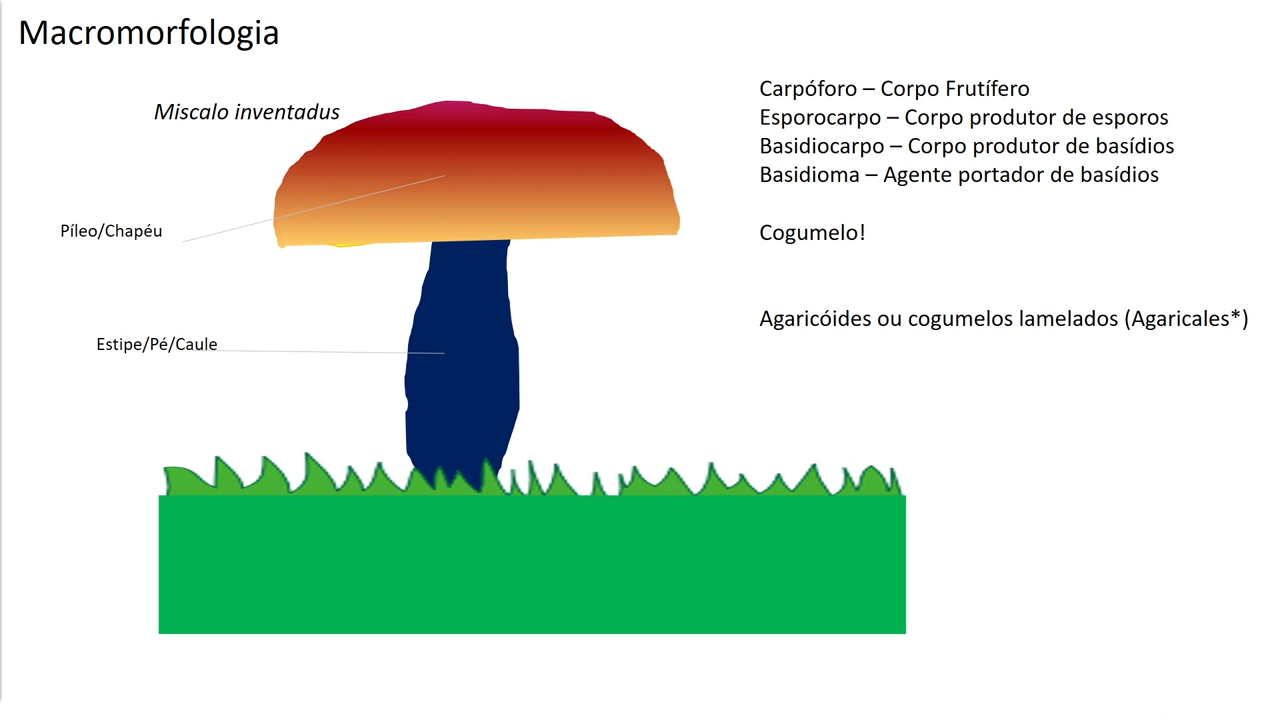 Macromorfologia
Miscalo inventadus
Píleo/Chapéu
Estipe/Pé/Caule
Carpóforo – Corpo Frutífero
Esporocarpo – Corpo produtor de esporos
Basidiocarpo – Corpo produtor de basídios
Basidioma – Agente portador de basídios
Cogumelo!
Agaricóides ou cogumelos lamelados (Agaricales*)